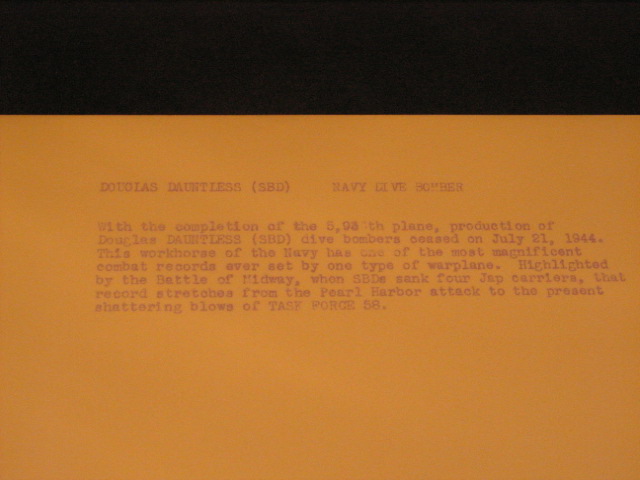 DOUGLAS DAUNTLESS (SBD) NAVY DIVE BOMBER
With the completion of the plane, production of
Douglas DAUNTLESS (SBD) dive bombers ceased on July 21, 1944.
This workhorse of the Navy has one of the most magnificent
combat records ever set by one type of warplane. Highlighted
by the Battle of Midway, when SBDs sank four Jap carriers, that
record stretches from the Pearl Harbor attack to the present
shattering blows of TASK FORCE 58.